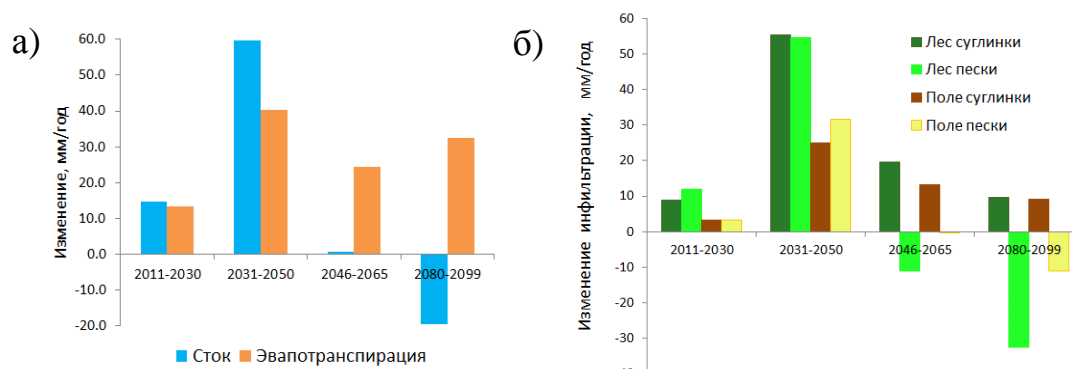 а)
Изменение, мм/год
60.0
50.0
40.0
30.0
20.0
10.0
0.0
-10.0
-20.0
2011-2030
2031-2050
2046-2065
2080-2099
Сток
Эвапотранспирация
б)
Изменение инфильтрации, мм/год
60
50
40
30
20
10
0
-10
-20
-30
2011-2030
2031-2050
2046-2065
2080-2099
Лес суглинки
Лес пески
Поле суглинки
Поле пески